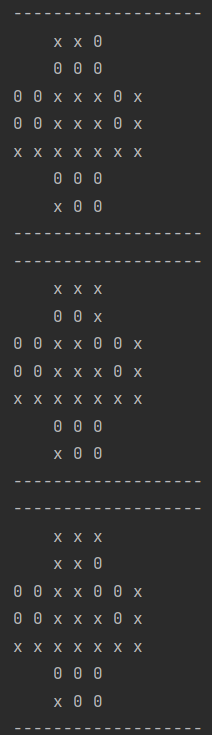 -------------------
    x x 0
    0 0 0
0 0 x x x 0 x
0 0 x x x 0 x
x x x x x x x
    0 0 0
    x 0 0
-------------------
-------------------
    x x x
    0 0 x
0 0 x x 0 0 x
0 0 x x x 0 x
x x x x x x x
    0 0 0
    x 0 0
-------------------
-------------------
    x x x
    x x 0
0 0 x x 0 0 x
0 0 x x x 0 x
x x x x x x x
    0 0 0
    x 0 0
-------------------